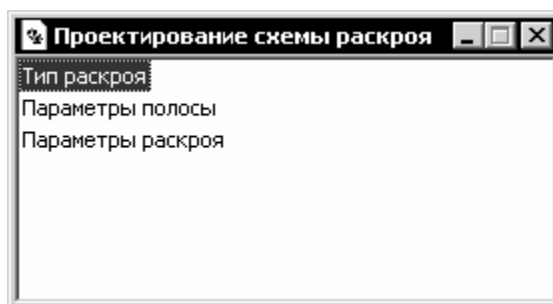 Проектирование схемы раскроя
Тип раскроя
Параметры полосы
Параметры раскроя